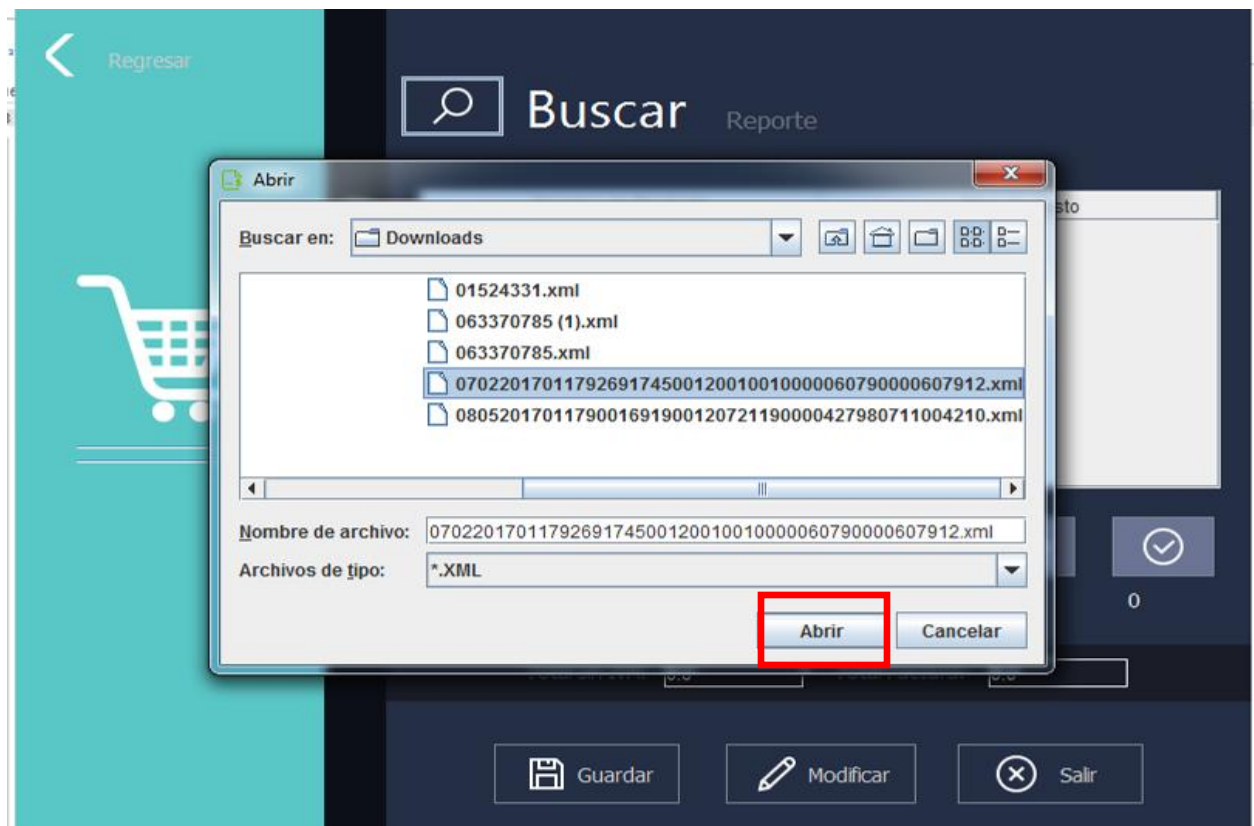 Regresar
Buscar Reporte
Abrir
sto
Buscar en: Downloads
01524331.xml
063370785 (1).xml
063370785.xml
0702201701179269174500120010010000060790000607912.xml
0805201701179001691900120721190000427980711004210.xml
Nombre de archivo: 0702201701179269174500120010010000060790000607912.xml
Archivos de tipo: *.XML
0
Abrir Cancelar
Guardar Modificar Salir